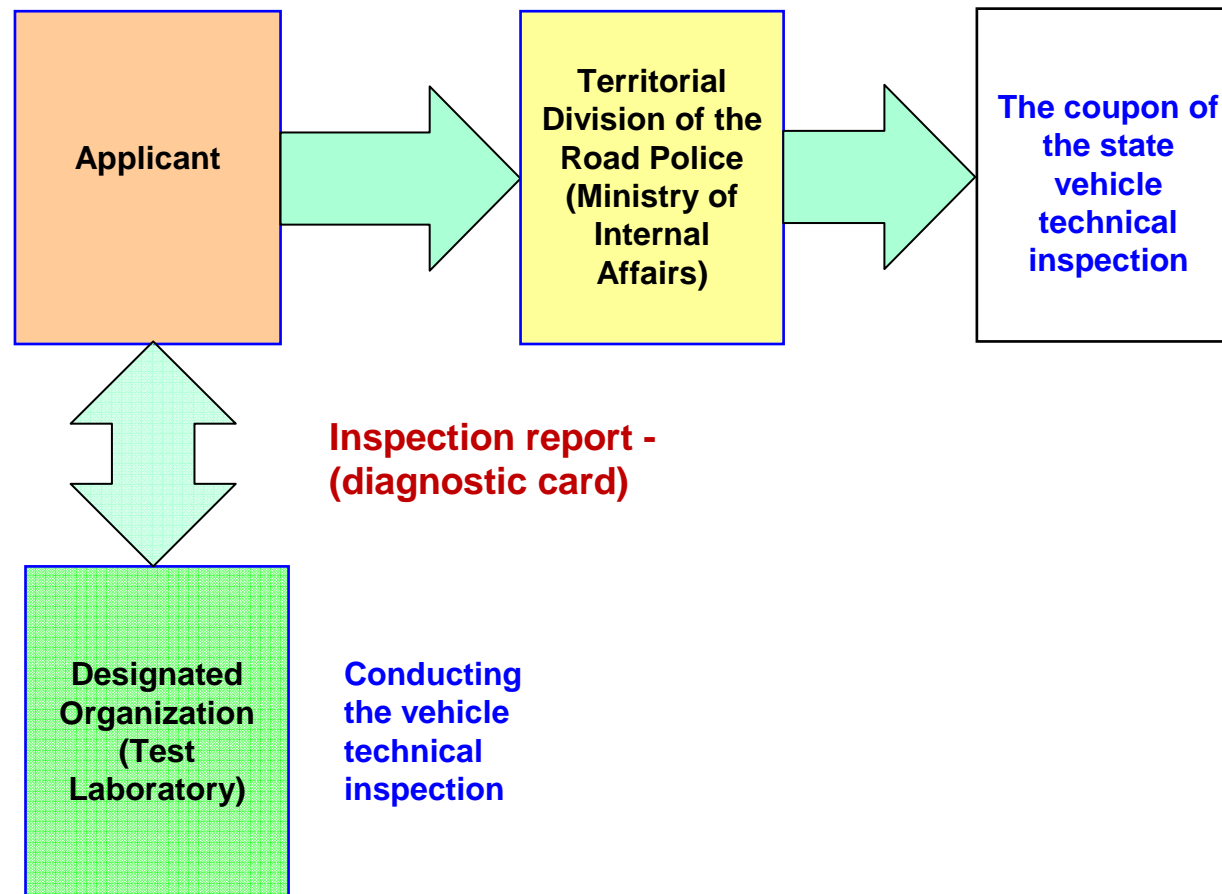 Applicant
Territorial
Division of the
Road Police
(Ministry of
Internal
Affairs)
The coupon of
the state
vehicle
technical
inspection
Inspection report -
(diagnostic card)
Designated
Organization
(Test
Laboratory)
Conducting
the vehicle
technical
inspection